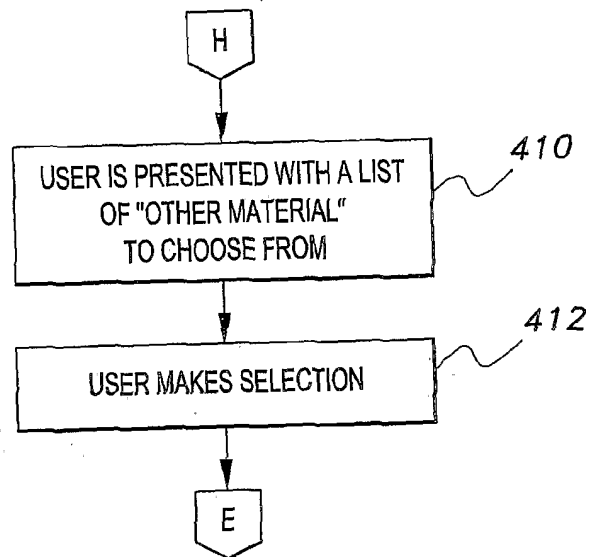 H
USER IS PRESENTED WITH A LIST
OF "OTHER MATERIAL"
TO CHOOSE FROM
410
USER MAKES SELECTION
412
E